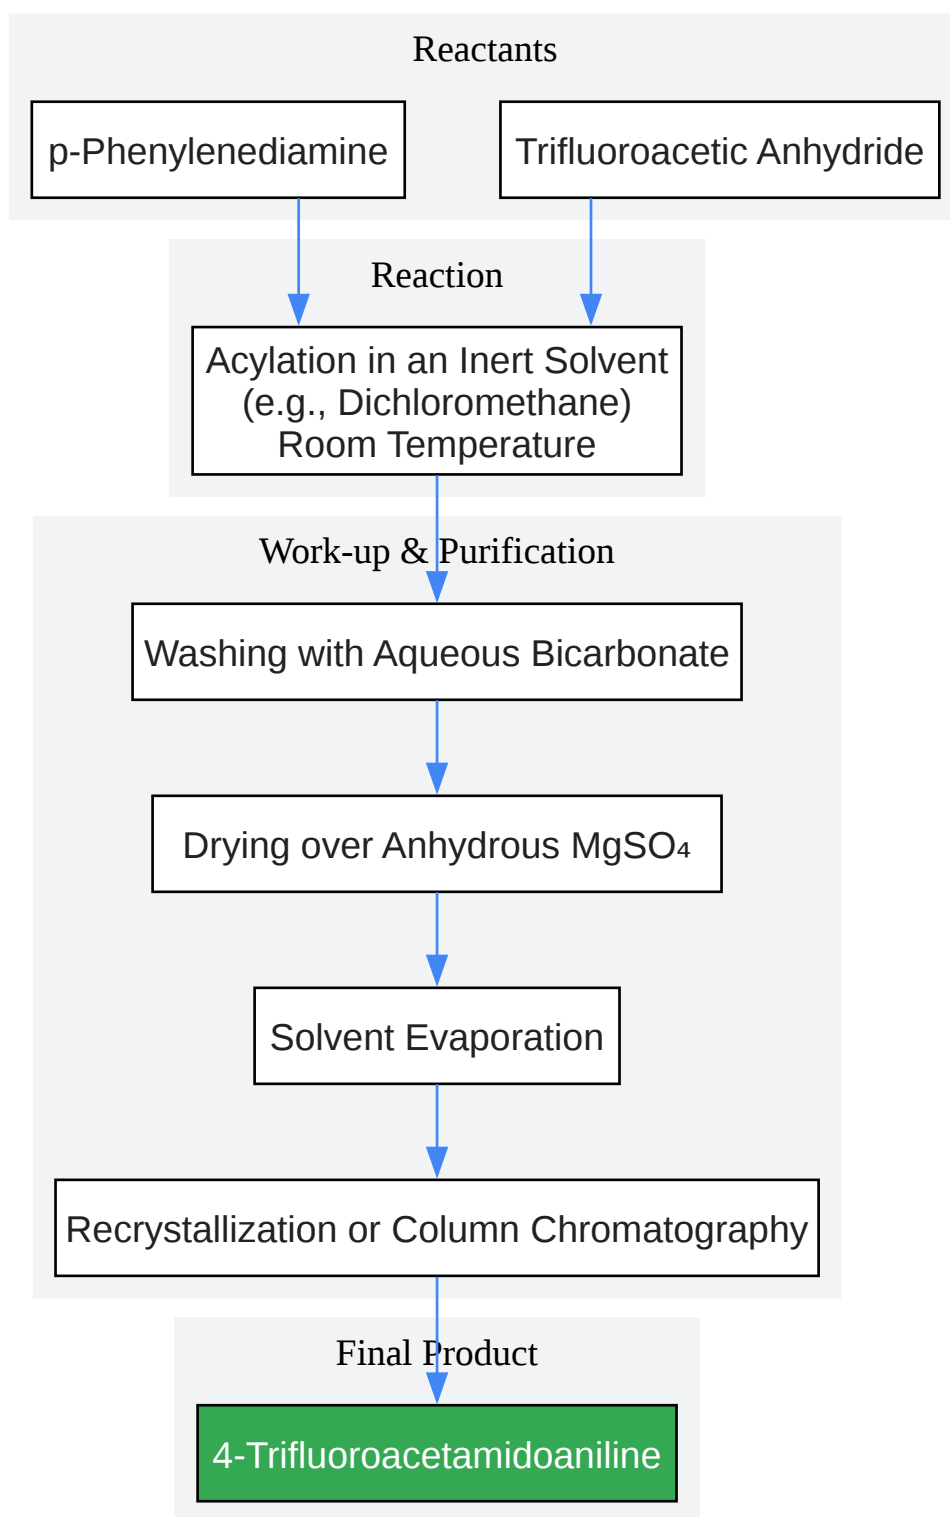 Reactants
p-Phenylenediamine
Trifluoroacetic Anhydride
Reaction
Acylation in an Inert Solvent
(e.g., Dichloromethane)
Room Temperature
Work-up & Purification
Washing with Aqueous Bicarbonate
Drying over Anhydrous MgSO₄
Solvent Evaporation
Recrystallization or Column Chromatography
Final Product
4-Trifluoroacetamidoaniline